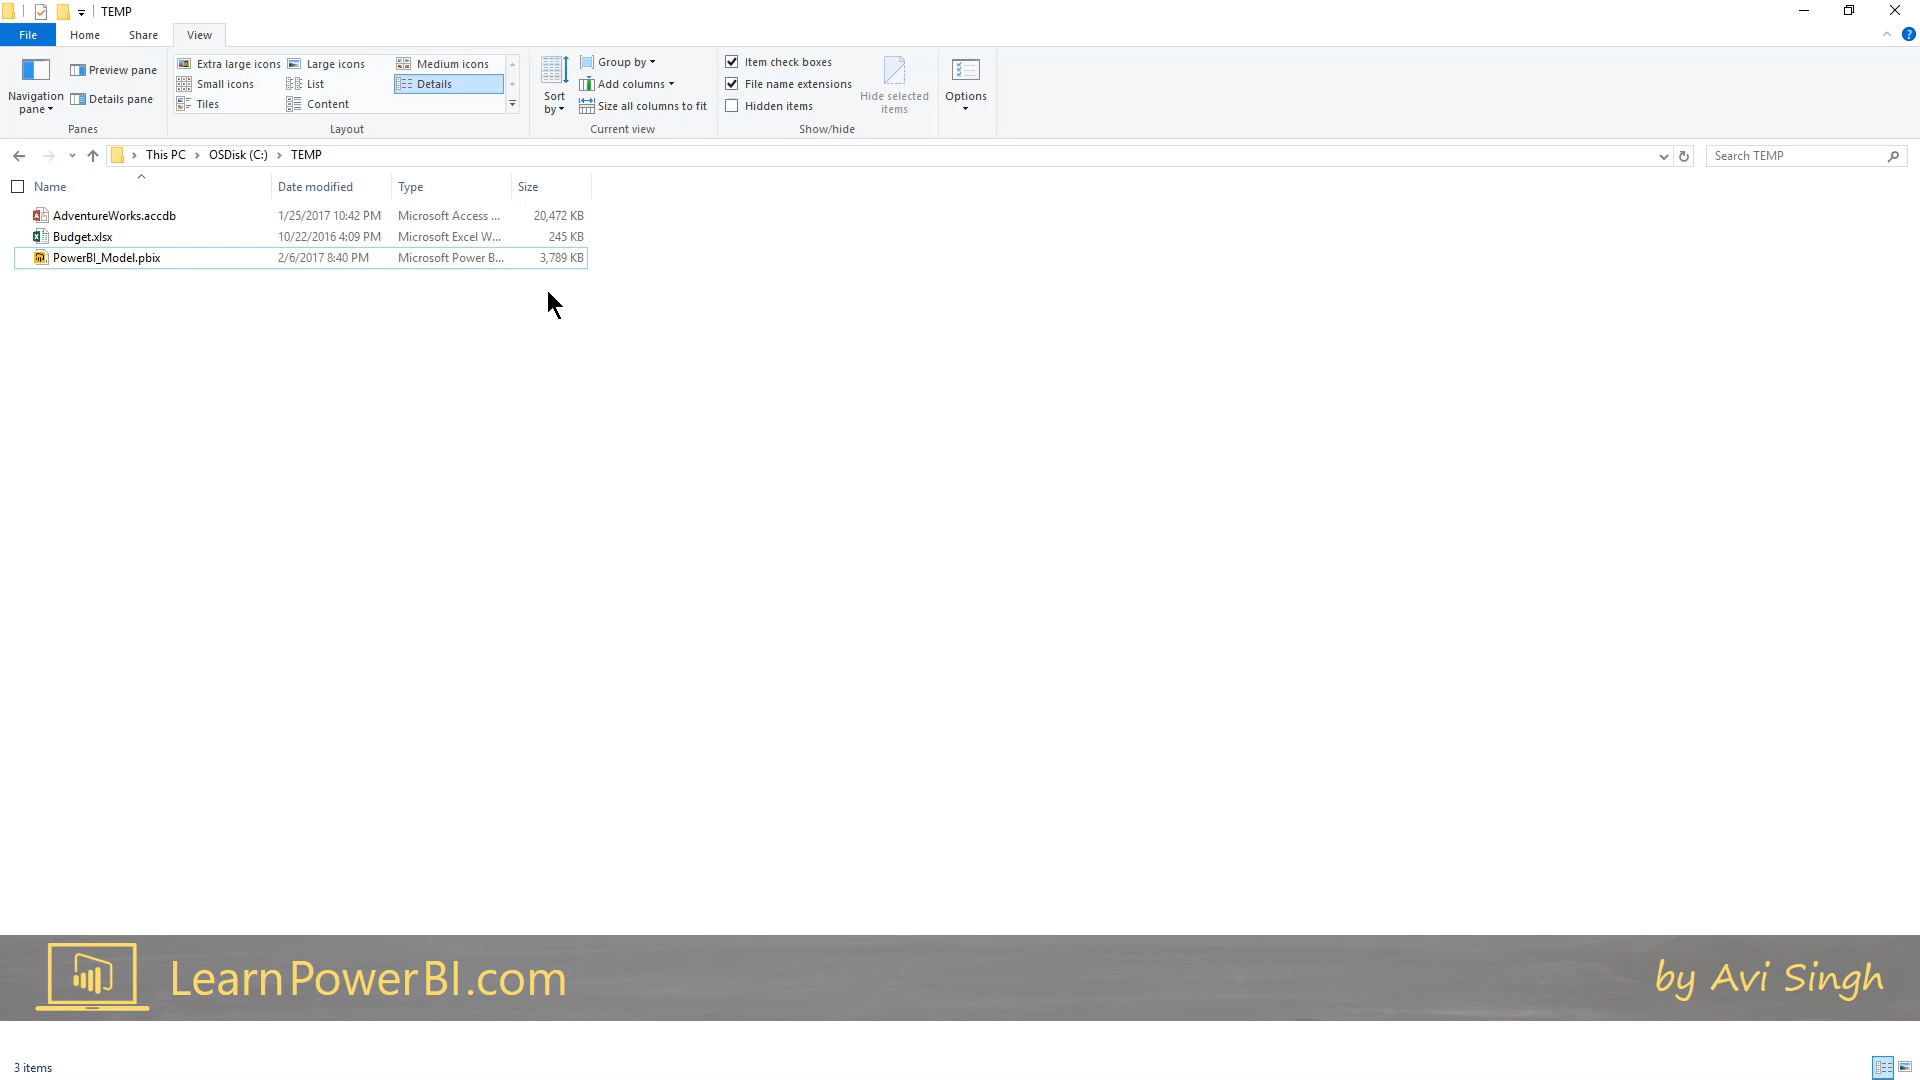 TEMP
File Home Share View
Navigation pane
Preview pane
Details pane
Panes
Extra large icons Large icons Medium icons
Small icons List Details
Tiles Content
Layout
Sort by
Group by
Add columns
Size all columns to fit
Current view
Item check boxes
File name extensions
Hidden items
Hide selected items
Show/hide
Options
This PC > OSDisk (C:) > TEMP
Search TEMP
Name Date modified Type Size
AdventureWorks.accdb 1/25/2017 10:42 PM Microsoft Access ... 20,472 KB
Budget.xlsx 10/22/2016 4:09 PM Microsoft Excel W... 245 KB
PowerBI_Model.pbix 2/6/2017 8:40 PM Microsoft Power B... 3,789 KB
LearnPowerBI.com
by Avi Singh
3 items